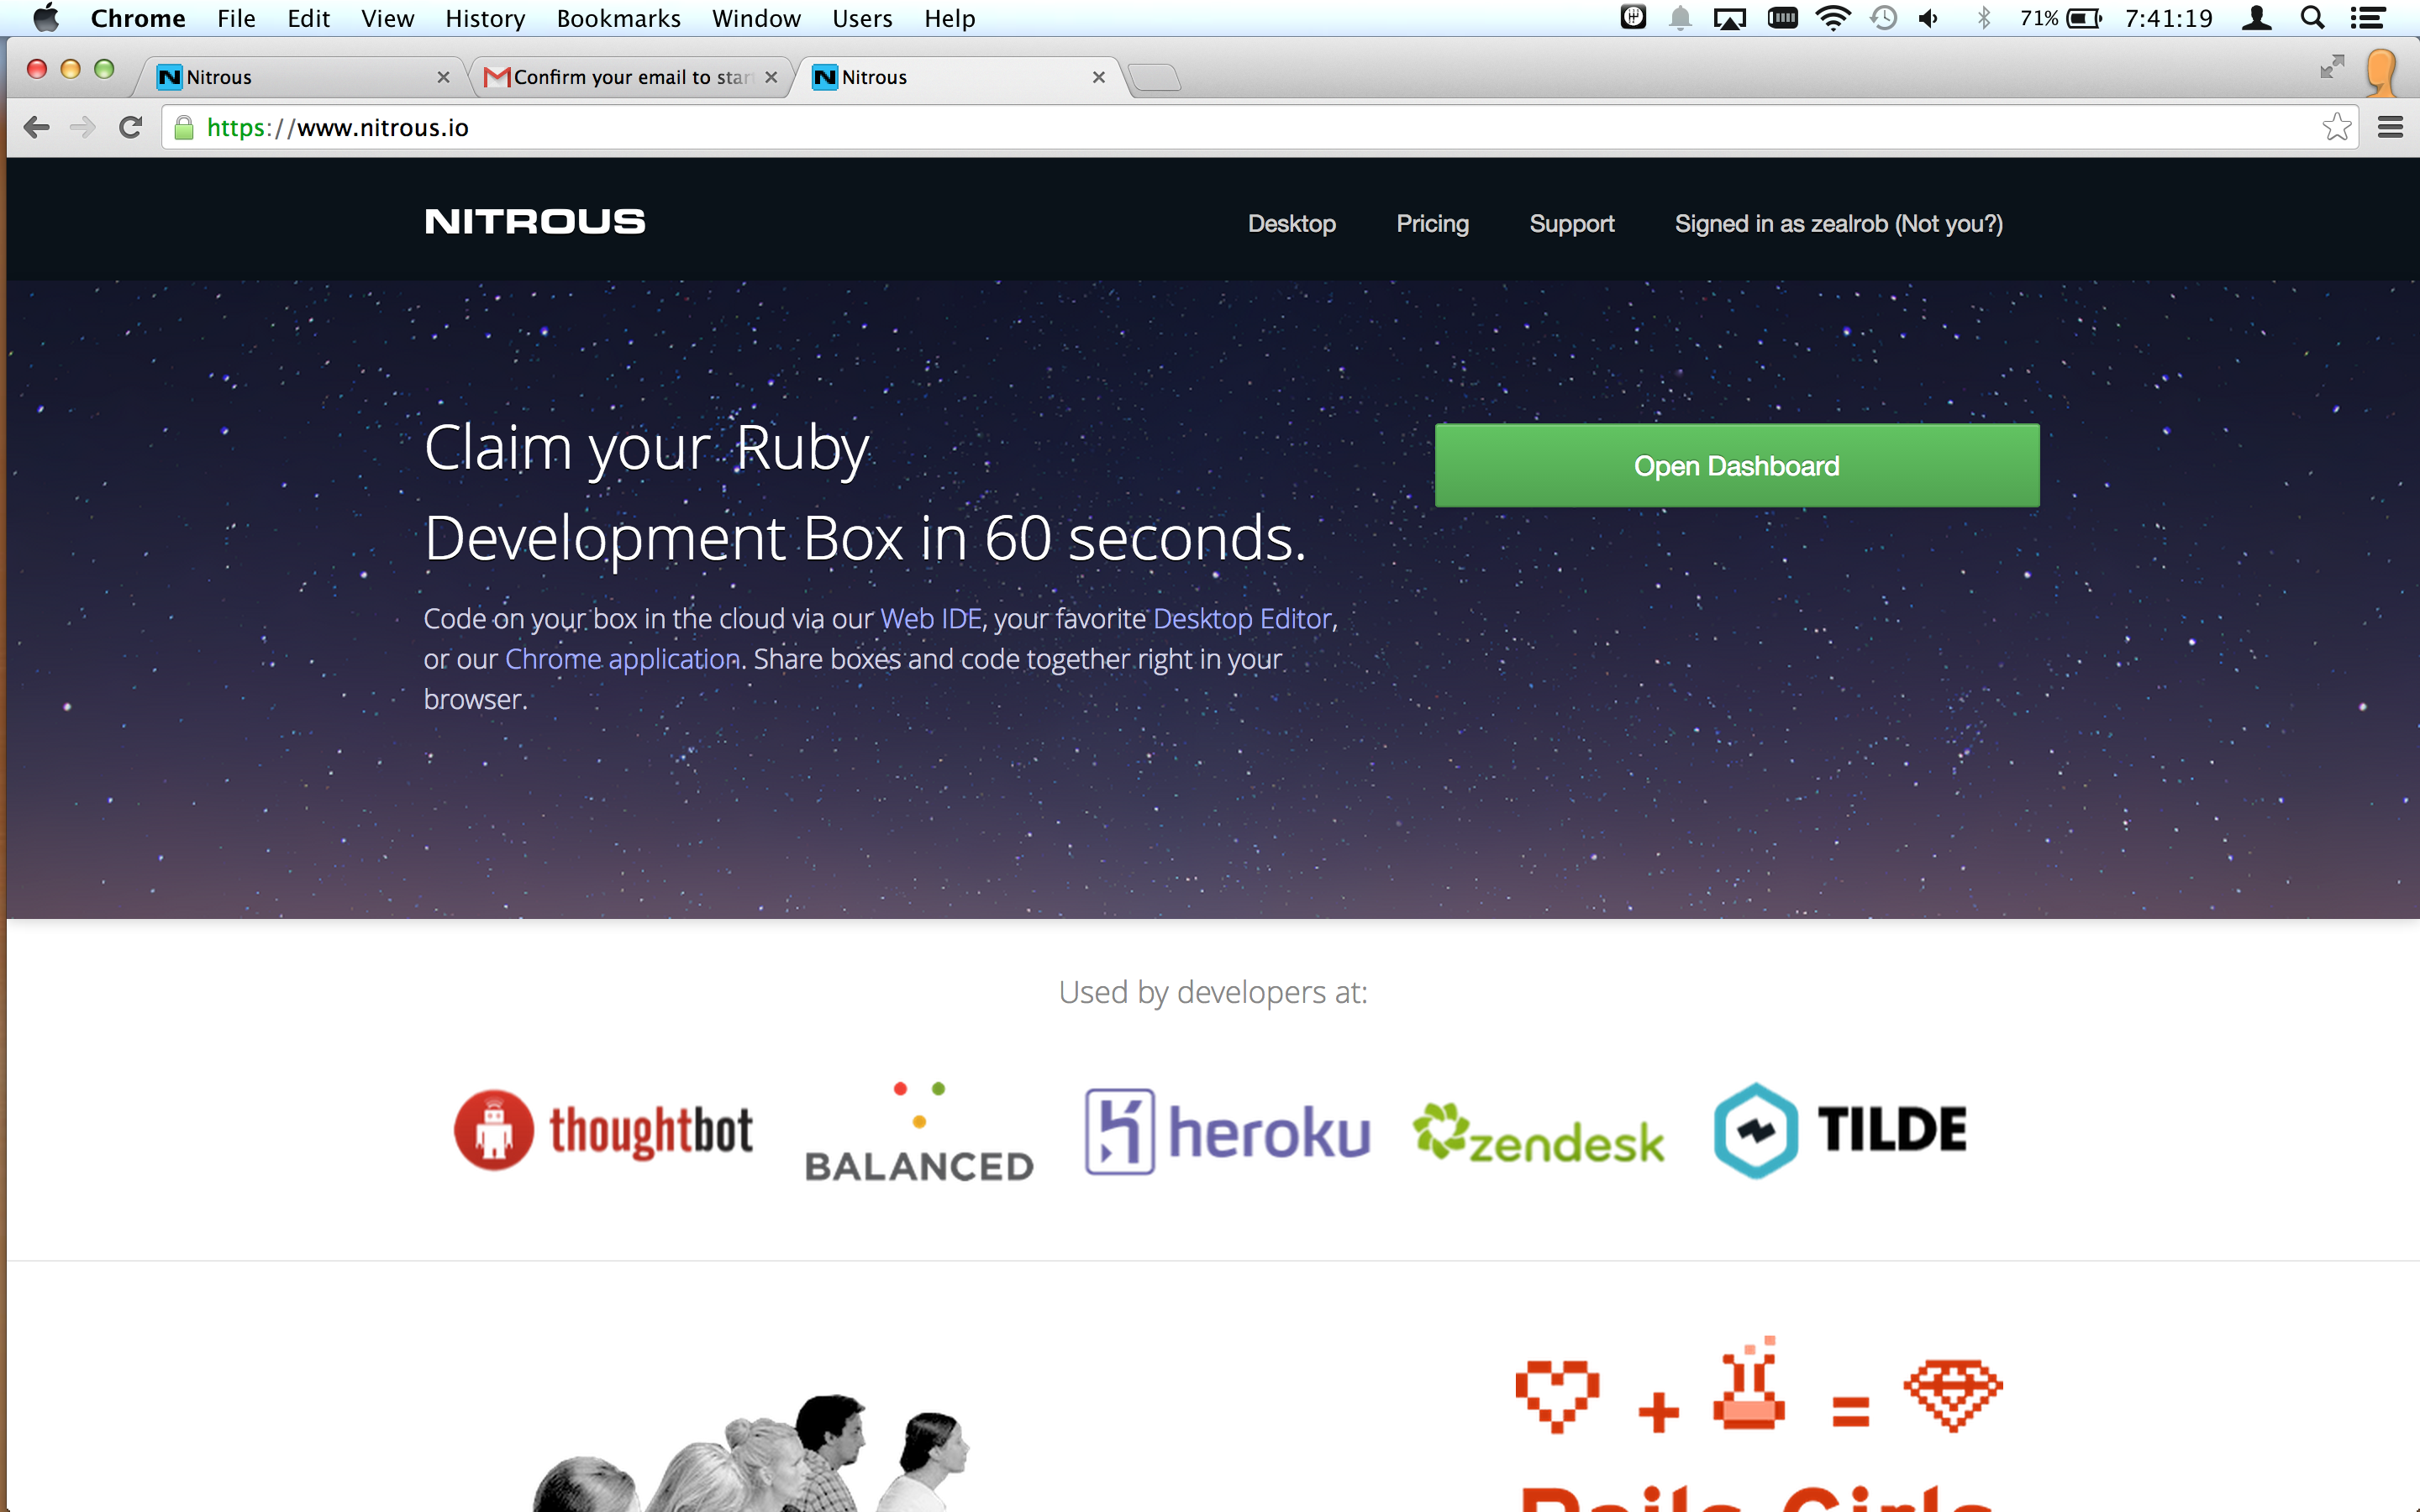 Chrome File Edit View History Bookmarks Window Users Help
71% 7:41:19
Nitrous
Confirm your email to star
Nitrous
https://www.nitrous.io
NITROUS
Desktop Pricing Support Signed in as zealrob (Not you?)
Claim your Ruby
Development Box in 60 seconds.
Open Dashboard
Code on your box in the cloud via our Web IDE, your favorite Desktop Editor,
or our Chrome application. Share boxes and code together right in your
browser.
Used by developers at:
thoughtbot
BALANCED
heroku
zendesk
TILDE
+ =
Rails Girls